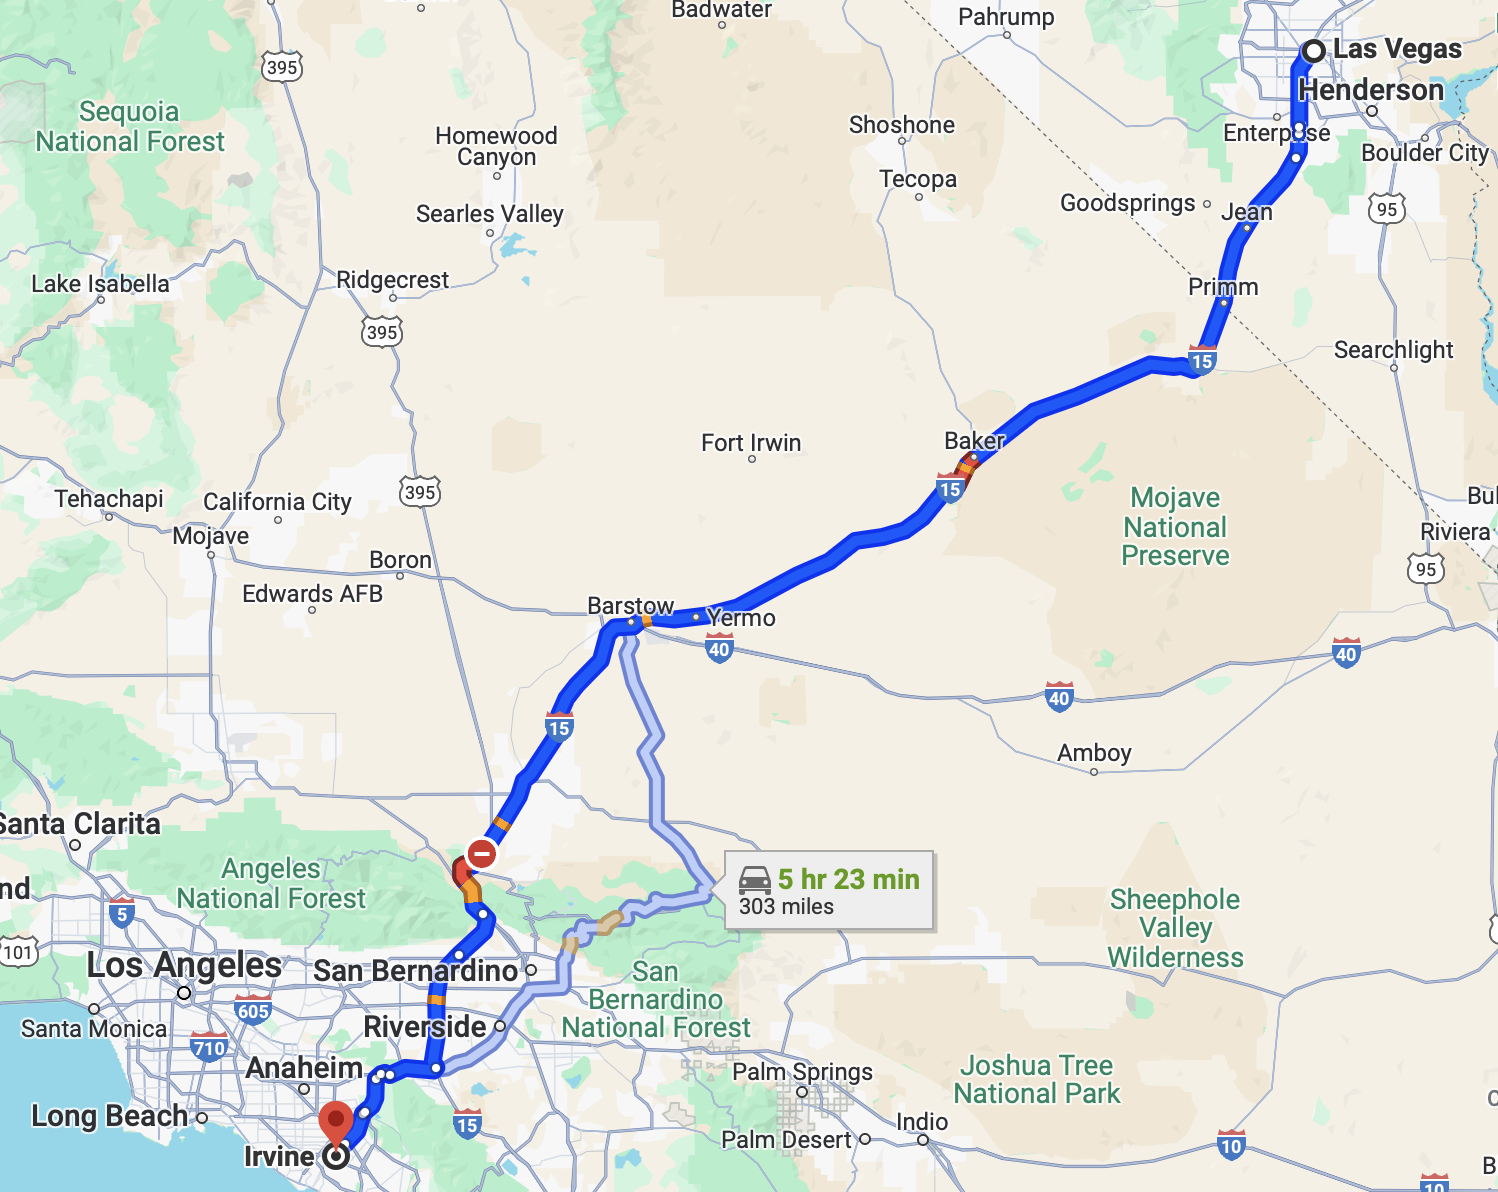 Badwater
Pahrump
Las Vegas
395
Henderson
Sequoia
National Forest
Homewood
Canyon
Shoshone
Enterp se
Boulder City
Tecopa
Searles Valley
Goodsprings
Jean
95
Lake Isabella
Ridgecrest
Primm
395
Searchlight
15
Fort Irwin
Baker
395
15
Tehachapi
California City
Mojave
National
Preserve
Bul
Riviera
Mojave
Boron
95
Edwards AFB
Barstow
Yermo
40
40
40
15
Amboy
Santa Clarita
Angeles
National Forest
5 hr 23 min
303 miles
nd
5
Sheephole
Valley
Wilderness
101
Los Angeles
San Bernardino
San
Bernardino
National Forest
605
Santa Monica
Riverside
710
Anaheim
Palm Springs
Joshua Tree
National Park
Long Beach
15
Indio
Palm Desert
10
Irvine
B
10